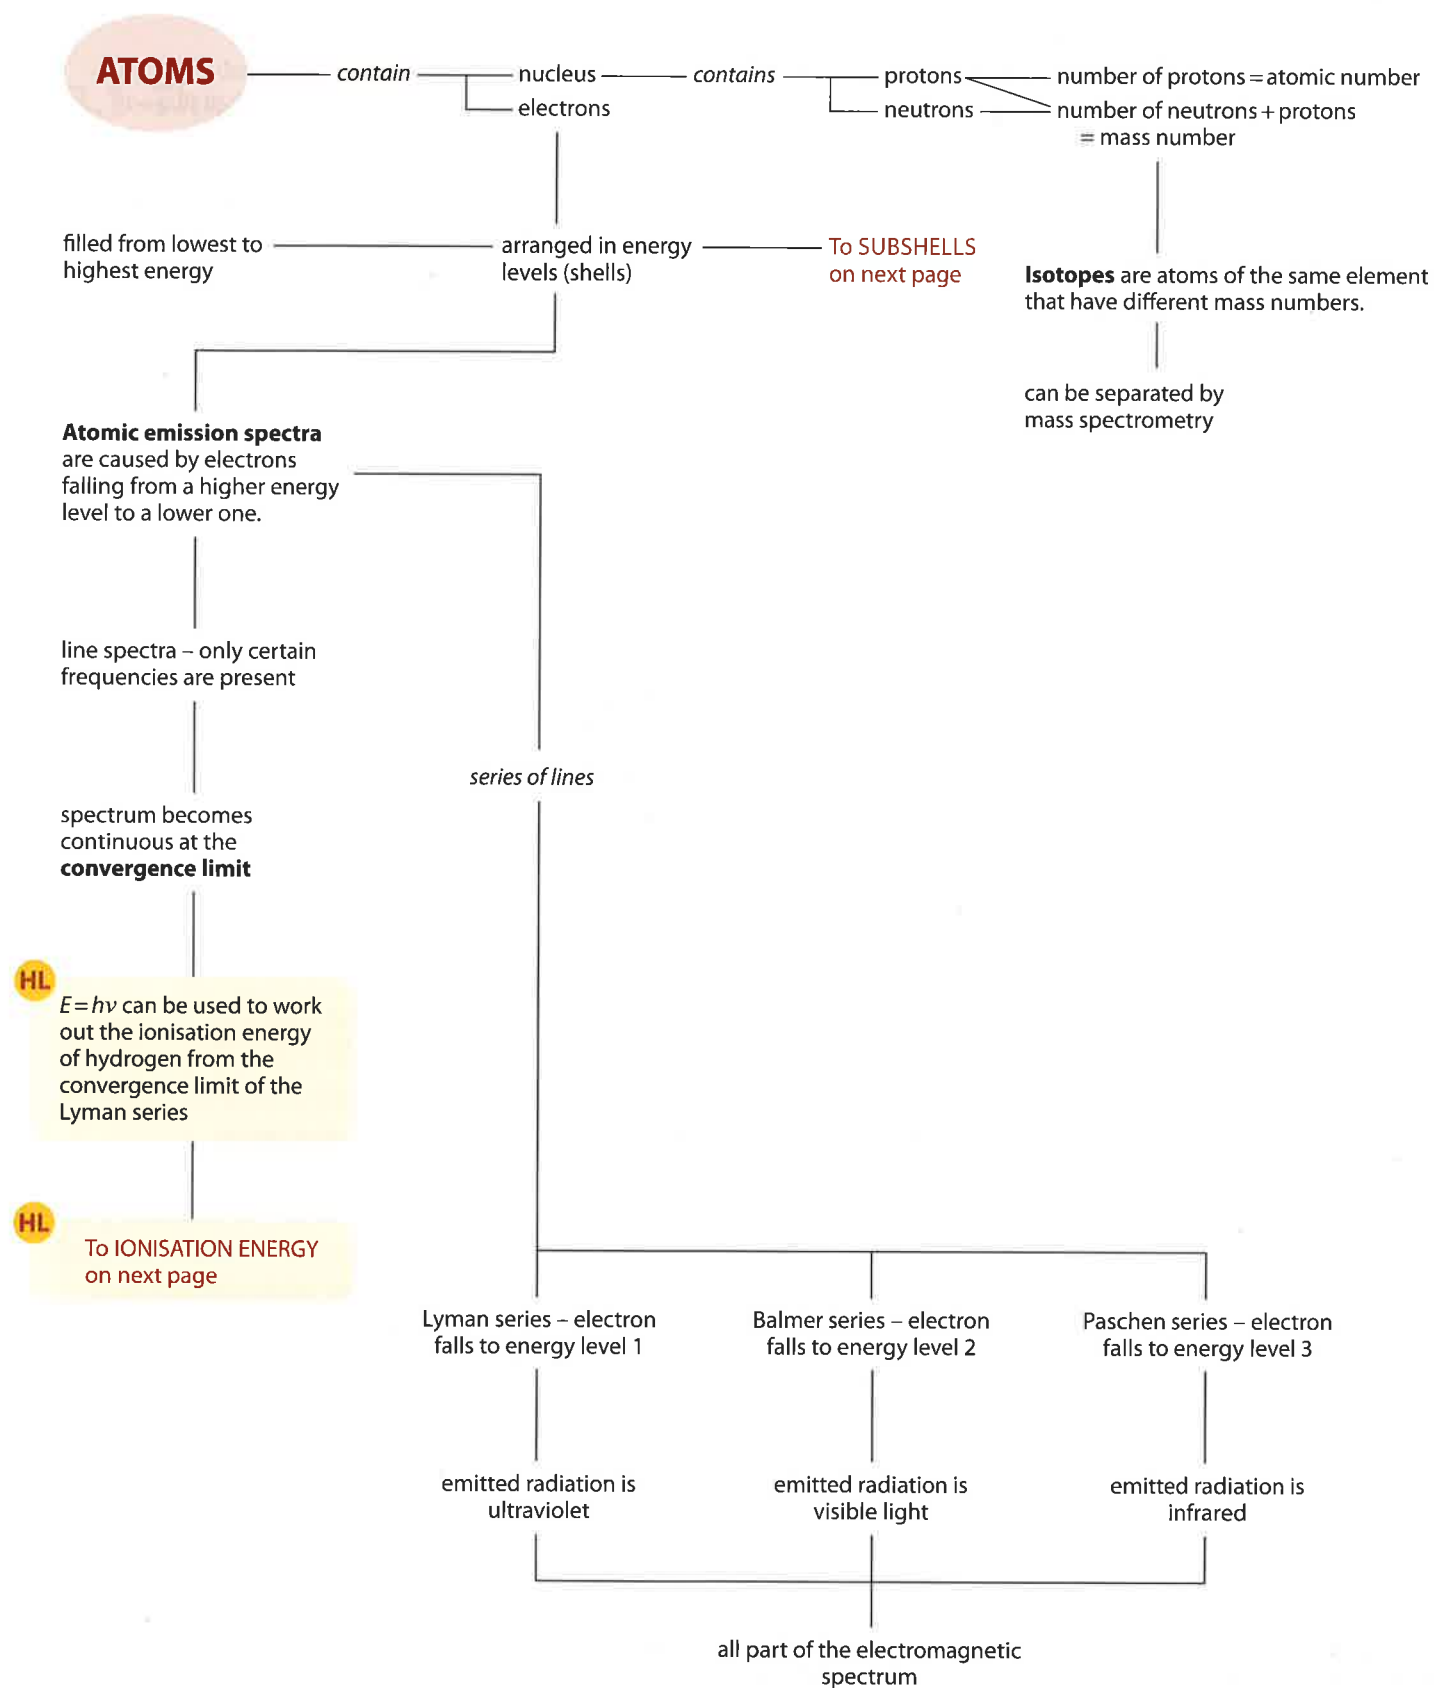 ATOMS contain nucleus contains protons number of protons = atomic number
electrons neutrons number of neutrons + protons
= mass number
filled from lowest to
highest energy
arranged in energy
levels (shells)
To SUBSHELLS
on next page
Isotopes are atoms of the same element
that have different mass numbers.
can be separated by
mass spectrometry
Atomic emission spectra
are caused by electrons
falling from a higher energy
level to a lower one.
line spectra – only certain
frequencies are present
series of lines
spectrum becomes
continuous at the
convergence limit
HL
E = hν can be used to work
out the ionisation energy
of hydrogen from the
convergence limit of the
Lyman series
HL
To IONISATION ENERGY
on next page
Lyman series – electron
falls to energy level 1
Balmer series – electron
falls to energy level 2
Paschen series – electron
falls to energy level 3
emitted radiation is
ultraviolet
emitted radiation is
visible light
emitted radiation is
infrared
all part of the electromagnetic
spectrum